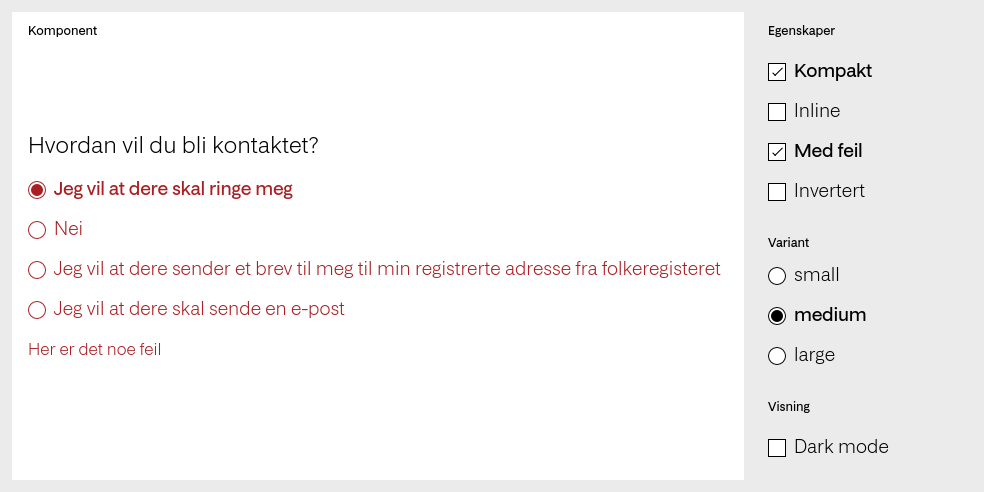 Komponent
Hvordan vil du bli kontaktet?
Jeg vil at dere skal ringe meg
Nei
Jeg vil at dere sender et brev til meg til min registrerte adresse fra folkeregisteret
Jeg vil at dere skal sende en e-post
Her er det noe feil
Egenskaper
Kompakt
Inline
Med feil
Invertert
Variant
small
medium
large
Visning
Dark mode